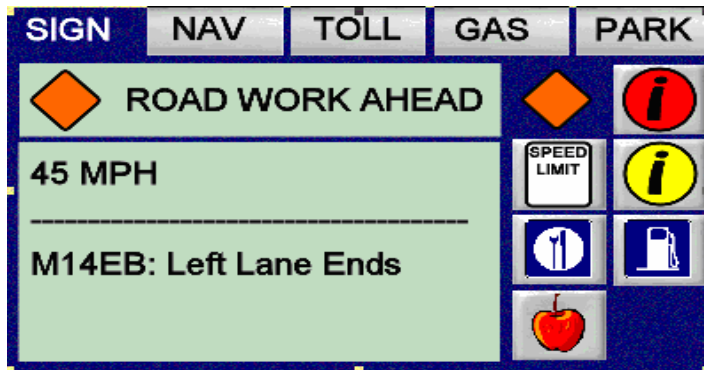 SIGN NAV TOLL GAS PARK
ROAD WORK AHEAD
i
SPEED
LIMIT
45 MPH
i
----------------------------------------
M14EB: Left Lane Ends